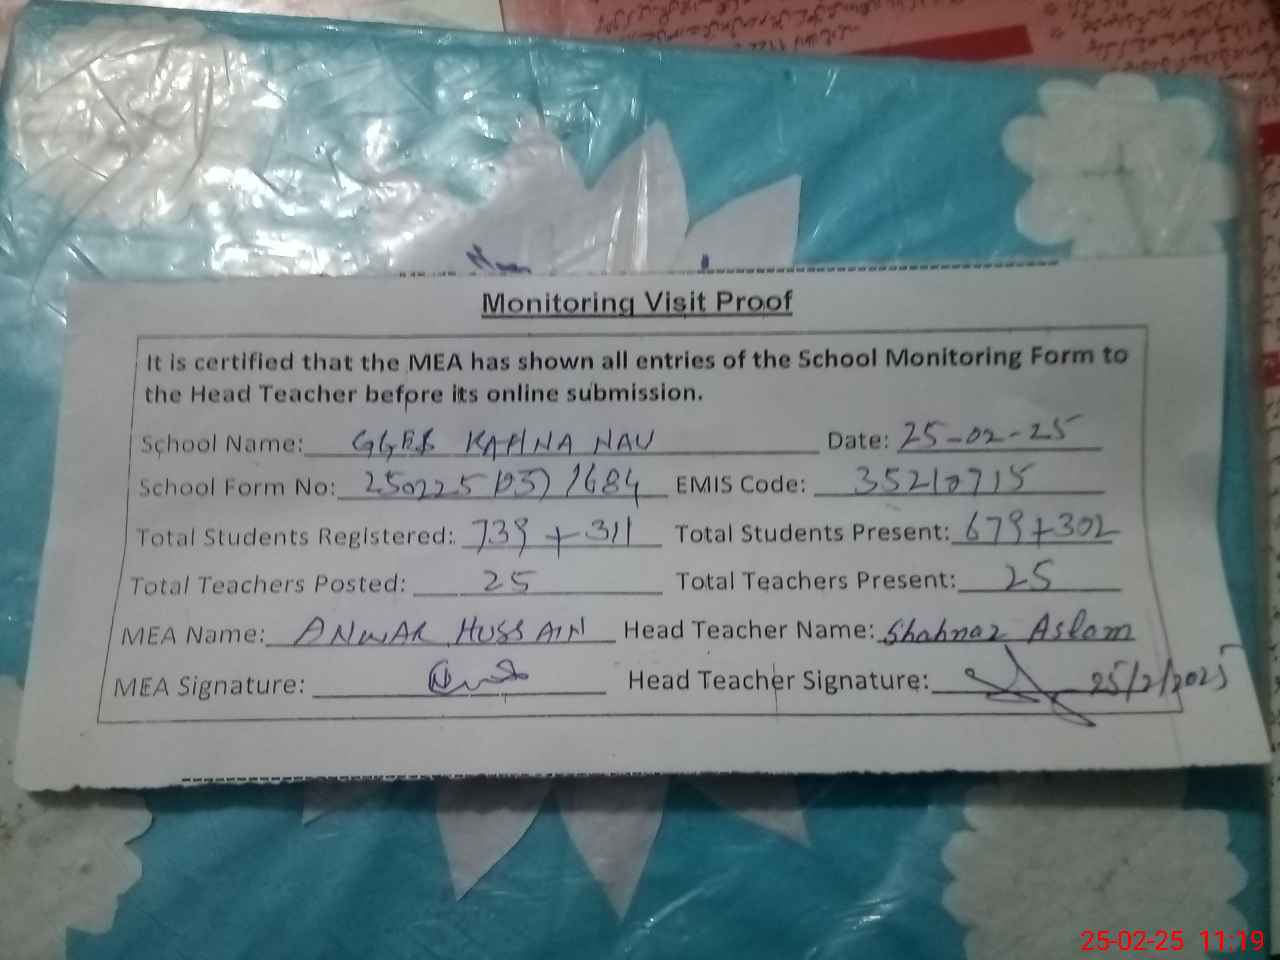 Monitoring Visit Proof
It is certified that the MEA has shown all entries of the School Monitoring Form to
the Head Teacher before its online submission.
School Name: KAHNA NAU Date: 25-02-25
School Form No: EMIS Code: 35210715
Total Students Registered: 739 + 311 Total Students Present: 679+302
Total Teachers Posted: 25 Total Teachers Present: 25
MEA Name: ANWAR HUSSAIN Head Teacher Name: Shahnaz Aslam
MEA Signature: Head Teacher Signature: 25/2/2025
25-02-25 11:19